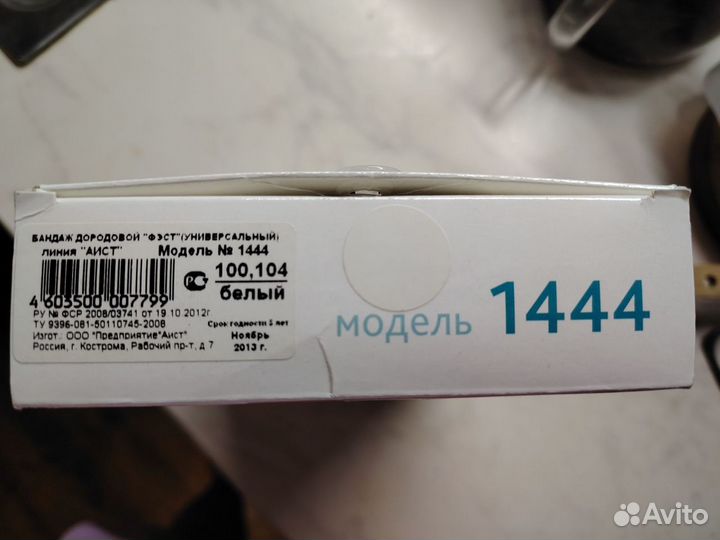 БАНДАЖ ДОРОДОВОЙ "ФЭСТ"(УНИВЕРСАЛЬНЫЙ)
линия "АИСТ" Модель № 1444
100,104
белый
4 603500 007799
РУ № ФСР 2008/03741 от 19.10.2012г
ТУ 9396-081-50110745-2008 Срок годности 5 лет
Изгот.: ООО "Предприятие"Аист" Ноябрь
Россия, г. Кострома, Рабочий пр-т, д 7 2013 г.
модель 1444
Avito